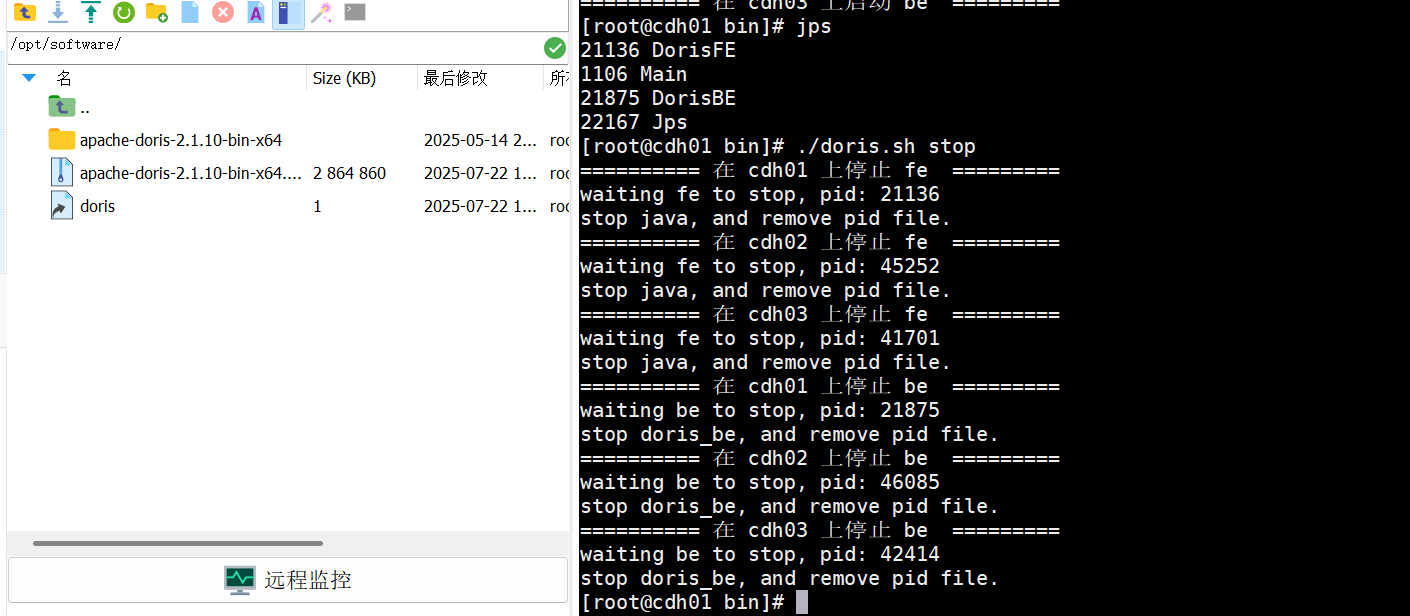 /opt/software/
名 Size (KB) 最后修改 所
..
apache-doris-2.1.10-bin-x64 2025-05-14 2... roo
apache-doris-2.1.10-bin-x64.... 2 864 860 2025-07-22 1... roo
doris 1 2025-07-22 1... roo
远程监控
========== 在 cdh03 上启动 be =========
[root@cdh01 bin]# jps
21136 DorisFE
1106 Main
21875 DorisBE
22167 Jps
[root@cdh01 bin]# ./doris.sh stop
========== 在 cdh01 上停止 fe =========
waiting fe to stop, pid: 21136
stop java, and remove pid file.
========== 在 cdh02 上停止 fe =========
waiting fe to stop, pid: 45252
stop java, and remove pid file.
========== 在 cdh03 上停止 fe =========
waiting fe to stop, pid: 41701
stop java, and remove pid file.
========== 在 cdh01 上停止 be =========
waiting be to stop, pid: 21875
stop doris_be, and remove pid file.
========== 在 cdh02 上停止 be =========
waiting be to stop, pid: 46085
stop doris_be, and remove pid file.
========== 在 cdh03 上停止 be =========
waiting be to stop, pid: 42414
stop doris_be, and remove pid file.
[root@cdh01 bin]#